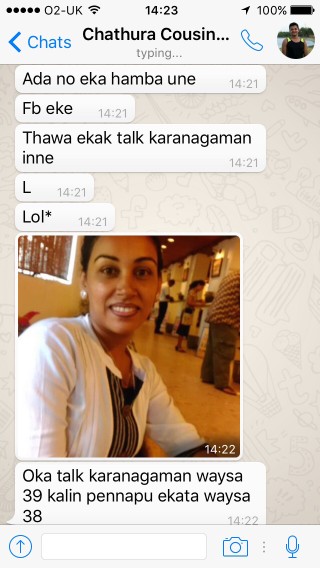 O2-UK 14:23 100%
Chats Chathura Cousin...
typing...
Ada no eka hamba une 14:21
Fb eke 14:21
Thawa ekak talk karanagaman
inne 14:21
L 14:21
Lol* 14:21
14:22
Oka talk karanagaman waysa
39 kalin pennapu ekata waysa
38 14:22